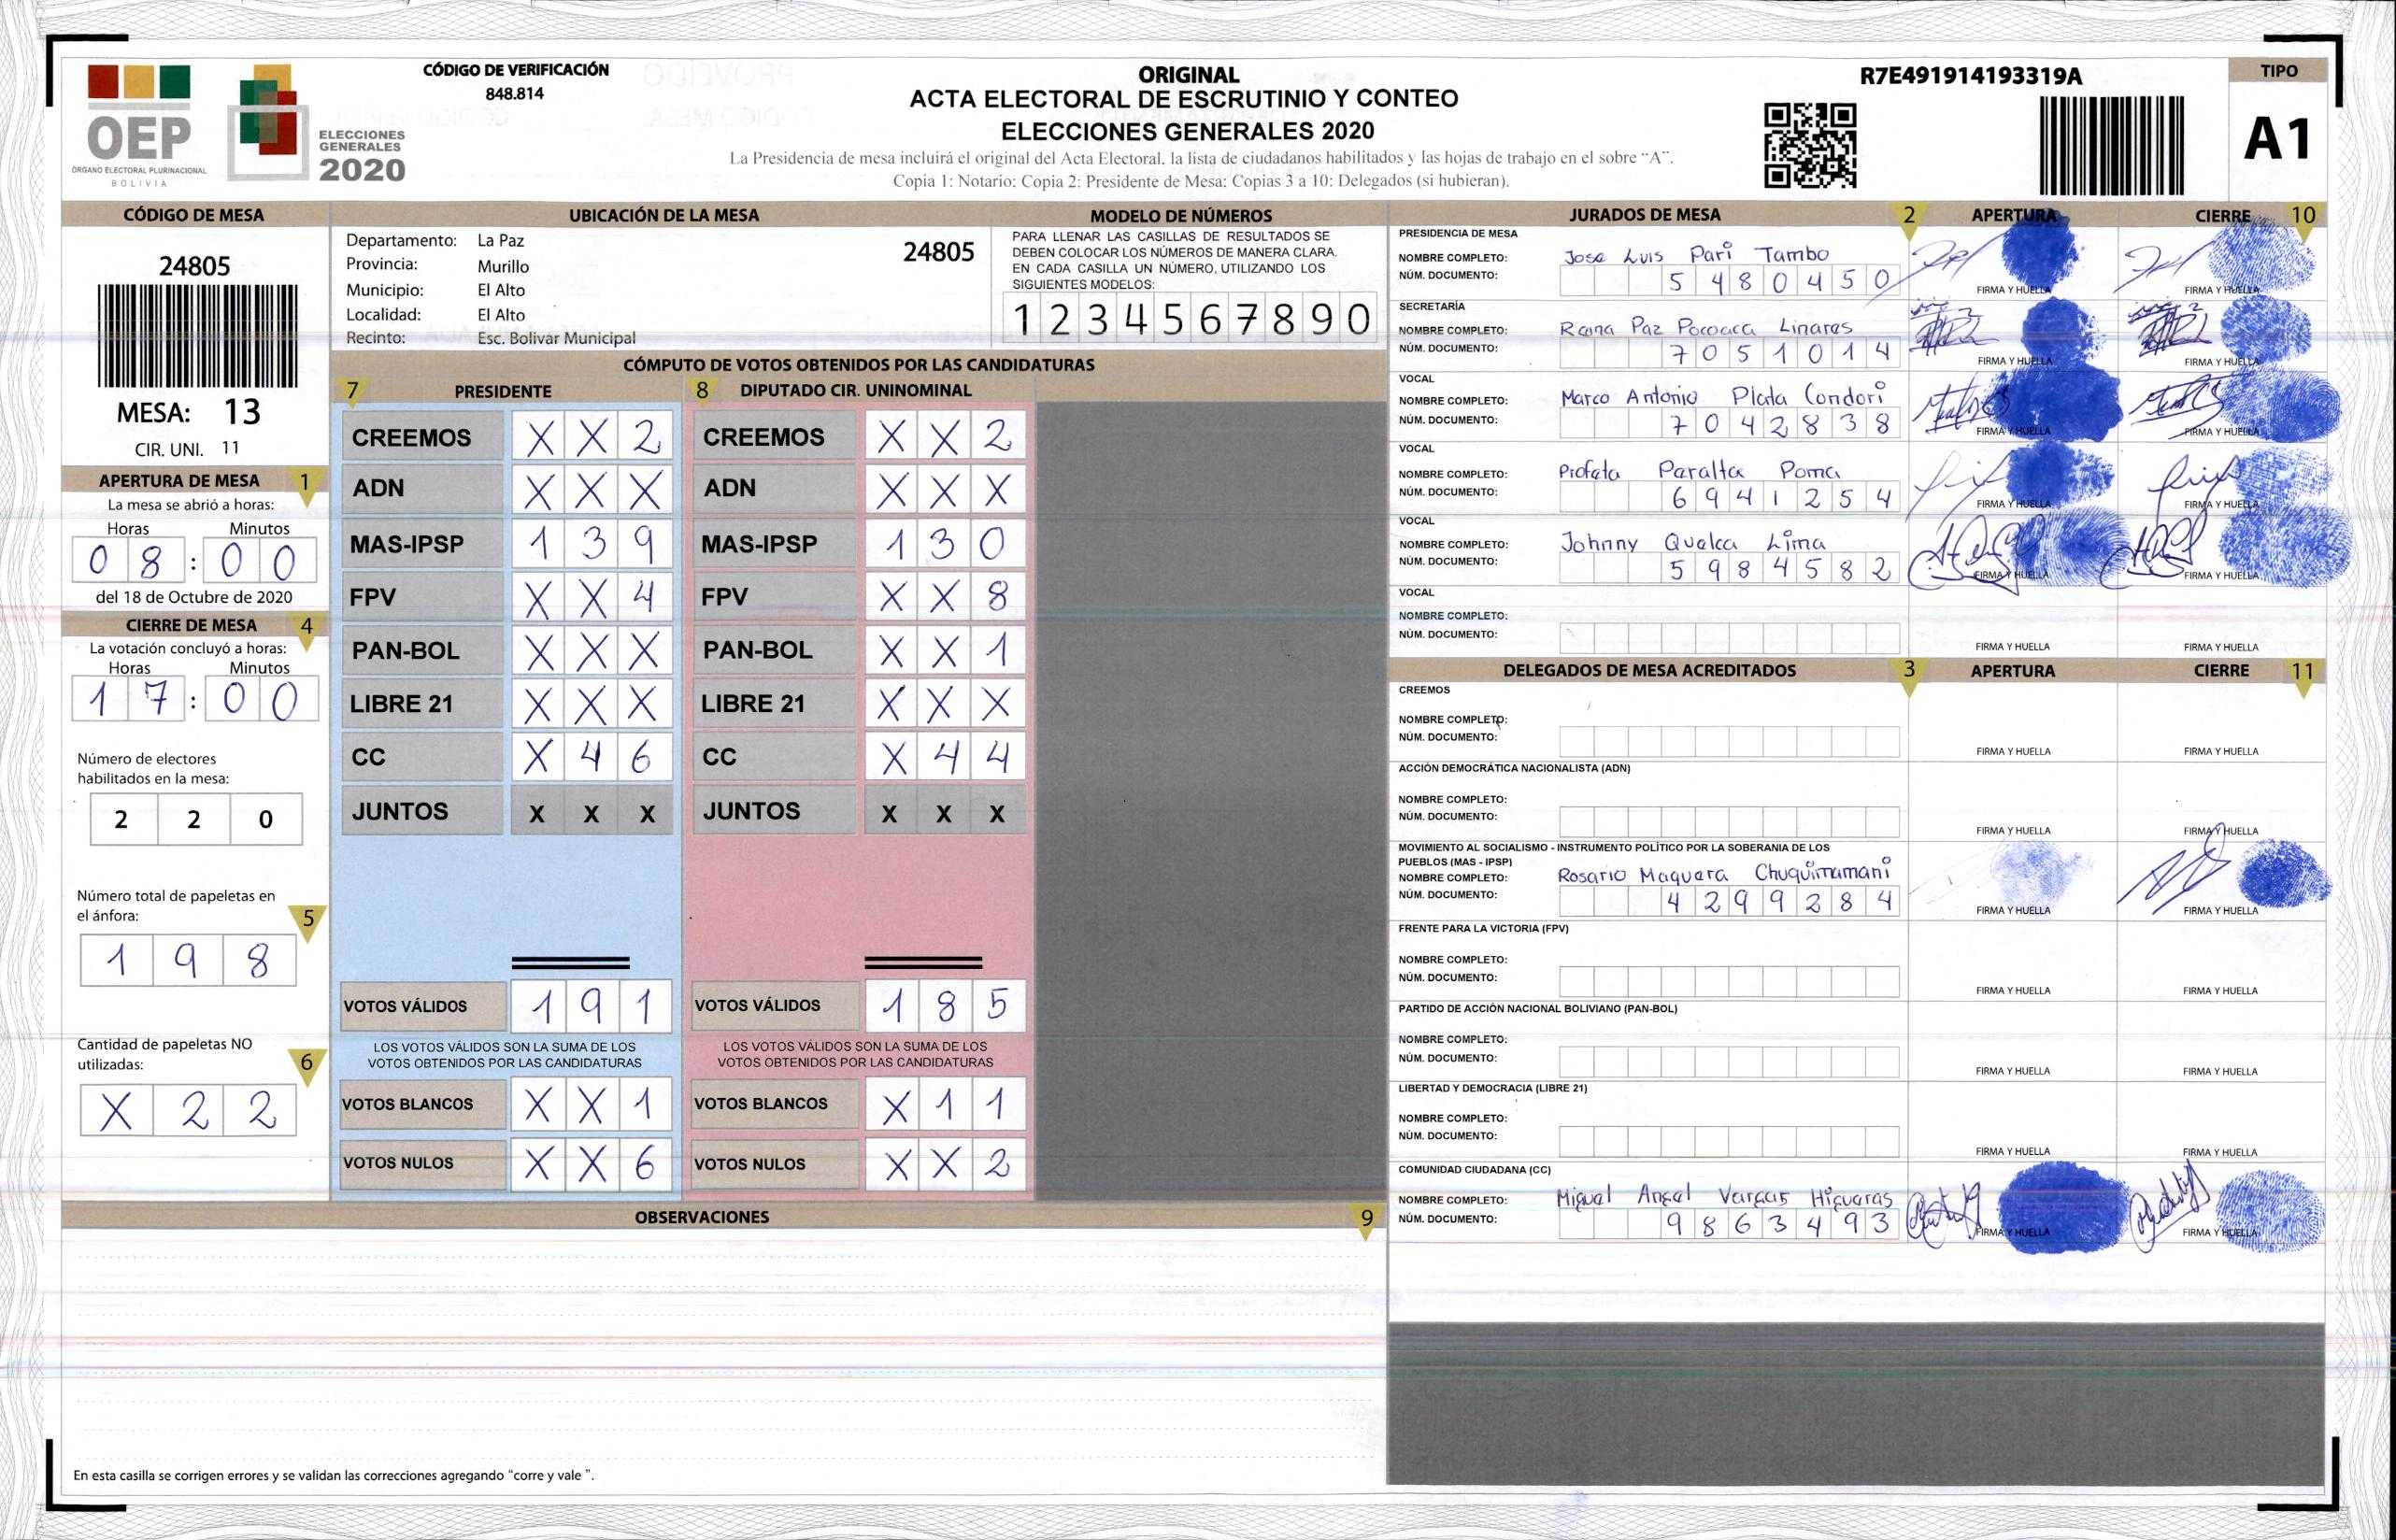 OEP
ORGANO ELECTORAL PLURINACIONAL
BOLIVIA
ELECCIONES
GENERALES
2020
CÓDIGO DE VERIFICACIÓN
848.814
ORIGINAL
ACTA ELECTORAL DE ESCRUTINIO Y CONTEO
ELECCIONES GENERALES 2020
La Presidencia de mesa incluirá el original del Acta Electoral, la lista de ciudadanos habilitados y las hojas de trabajo en el sobre "A".
Copia 1: Notario: Copia 2: Presidente de Mesa: Copias 3 a 10: Delegados (si hubieran).
R7E491914193319A
TIPO
A1
CÓDIGO DE MESA
24805
MESA: 13
CIR. UNI. 11
APERTURA DE MESA 1
La mesa se abrió a horas:
Horas Minutos
0 8 : 0 0
del 18 de Octubre de 2020
CIERRE DE MESA 4
La votación concluyó a horas:
Horas Minutos
1 7 : 0 0
Número de electores
habilitados en la mesa:
2 2 0
Número total de papeletas en
el ánfora: 5
1 9 8
Cantidad de papeletas NO
utilizadas: 6
X 2 2
UBICACIÓN DE LA MESA
Departamento: La Paz
24805
Provincia: Murillo
Municipio: El Alto
Localidad: El Alto
Recinto: Esc. Bolivar Municipal
MODELO DE NÚMEROS
PARA LLENAR LAS CASILLAS DE RESULTADOS SE
DEBEN COLOCAR LOS NÚMEROS DE MANERA CLARA.
EN CADA CASILLA UN NÚMERO, UTILIZANDO LOS
SIGUIENTES MODELOS:
1 2 3 4 5 6 7 8 9 0
CÓMPUTO DE VOTOS OBTENIDOS POR LAS CANDIDATURAS
7 PRESIDENTE
CREEMOS X X 2
ADN X X X
MAS-IPSP 1 3 9
FPV X X 4
PAN-BOL X X X
LIBRE 21 X X X
CC X 4 6
JUNTOS X X X
VOTOS VÁLIDOS 1 9 1
LOS VOTOS VÁLIDOS SON LA SUMA DE LOS
VOTOS OBTENIDOS POR LAS CANDIDATURAS
VOTOS BLANCOS X X 1
VOTOS NULOS X X 6
8 DIPUTADO CIR. UNINOMINAL
CREEMOS X X 2
ADN X X X
MAS-IPSP 1 3 0
FPV X X 8
PAN-BOL X X 1
LIBRE 21 X X X
CC X 4 4
JUNTOS X X X
VOTOS VÁLIDOS 1 8 5
LOS VOTOS VÁLIDOS SON LA SUMA DE LOS
VOTOS OBTENIDOS POR LAS CANDIDATURAS
VOTOS BLANCOS X 1 1
VOTOS NULOS X X 2
OBSERVACIONES 9
En esta casilla se corrigen errores y se validan las correcciones agregando "corre y vale ".
JURADOS DE MESA 2 APERTURA CIERRE 10
PRESIDENCIA DE MESA
NOMBRE COMPLETO: Jose Luis Pari Tambo
NÚM. DOCUMENTO: 5 4 8 0 4 5 0
FIRMA Y HUELLA FIRMA Y HUELLA
SECRETARÍA
NOMBRE COMPLETO: Paz Linares
NÚM. DOCUMENTO: 7 0 5 1 0 1 4
FIRMA Y HUELLA FIRMA Y HUELLA
VOCAL
NOMBRE COMPLETO: Marco Antonio Plata Condori
NÚM. DOCUMENTO: 7 0 4 2 8 3 8
FIRMA Y HUELLA FIRMA Y HUELLA
VOCAL
NOMBRE COMPLETO: Profeta Paralta Poma
NÚM. DOCUMENTO: 6 9 4 1 2 5 4
FIRMA Y HUELLA FIRMA Y HUELLA
VOCAL
NOMBRE COMPLETO: Johnny Lima
NÚM. DOCUMENTO: 5 9 8 4 5 8 2
FIRMA Y HUELLA FIRMA Y HUELLA
VOCAL
NOMBRE COMPLETO:
NÚM. DOCUMENTO:
FIRMA Y HUELLA FIRMA Y HUELLA
DELEGADOS DE MESA ACREDITADOS 3 APERTURA CIERRE 11
CREEMOS
NOMBRE COMPLETO:
NÚM. DOCUMENTO:
FIRMA Y HUELLA FIRMA Y HUELLA
ACCIÓN DEMOCRÁTICA NACIONALISTA (ADN)
NOMBRE COMPLETO:
NÚM. DOCUMENTO:
FIRMA Y HUELLA FIRMA Y HUELLA
MOVIMIENTO AL SOCIALISMO - INSTRUMENTO POLÍTICO POR LA SOBERANIA DE LOS
PUEBLOS (MAS - IPSP)
NOMBRE COMPLETO: Rosario Maquera Chuquimamani
NÚM. DOCUMENTO: 4 2 9 9 2 8 4
FIRMA Y HUELLA FIRMA Y HUELLA
FRENTE PARA LA VICTORIA (FPV)
NOMBRE COMPLETO:
NÚM. DOCUMENTO:
FIRMA Y HUELLA FIRMA Y HUELLA
PARTIDO DE ACCIÓN NACIONAL BOLIVIANO (PAN-BOL)
NOMBRE COMPLETO:
NÚM. DOCUMENTO:
FIRMA Y HUELLA FIRMA Y HUELLA
LIBERTAD Y DEMOCRACIA (LIBRE 21)
NOMBRE COMPLETO:
NÚM. DOCUMENTO:
FIRMA Y HUELLA FIRMA Y HUELLA
COMUNIDAD CIUDADANA (CC)
NOMBRE COMPLETO: Miguel Angel Vargas Higueras
NÚM. DOCUMENTO: 9 8 6 3 4 9 3
FIRMA Y HUELLA FIRMA Y HUELLA